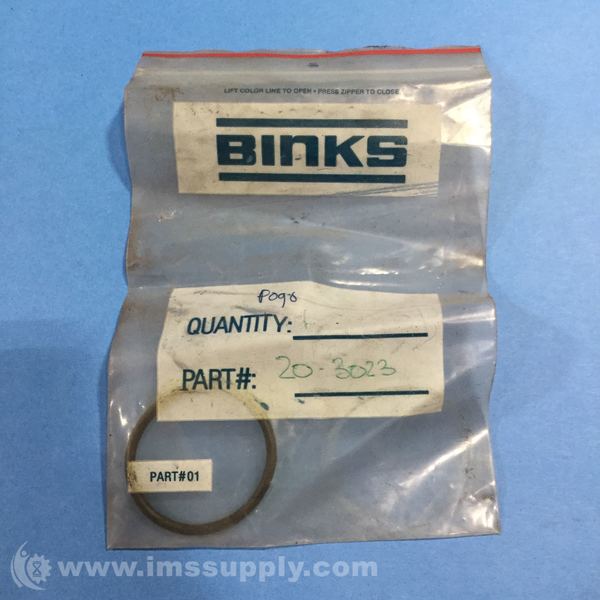 LIFT COLOR LINE TO OPEN • PRESS ZIPPER TO CLOSE
BINKS
QUANTITY:
PART#: 20-3023
PART#01
www.imssupply.com